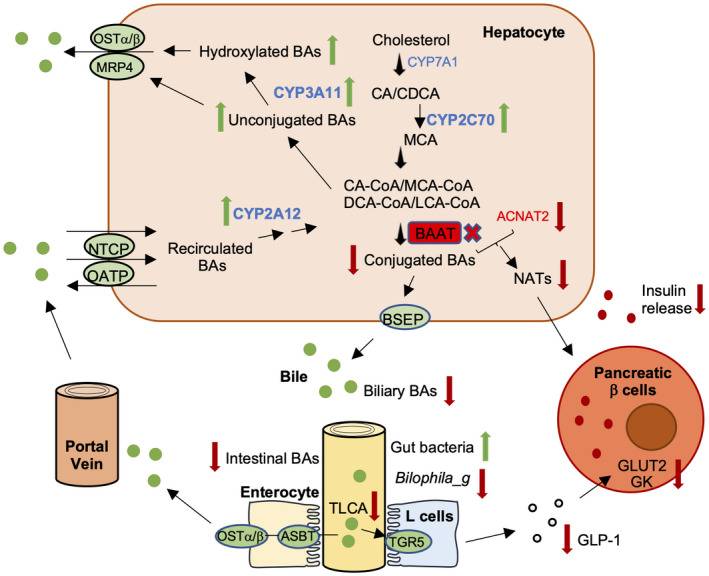 OSTα/β
MRP4
Hydroxylated BAs
Cholesterol
Hepatocyte
CYP7A1
CYP3A11
CA/CDCA
Unconjugated BAs
CYP2C70
MCA
CA-CoA/MCA-CoA
DCA-CoA/LCA-CoA
CYP2A12
ACNAT2
BAAT
NTCP
OATP
Recirculated
BAs
Conjugated BAs
NATs
BSEP
Insulin
release
Bile
Biliary BAs
Pancreatic
β cells
GLUT2
GK
Portal
Vein
Intestinal BAs
Gut bacteria
Bilophila_g
Enterocyte
TLCA
L cells
OSTα/β
ASBT
TGR5
GLP-1